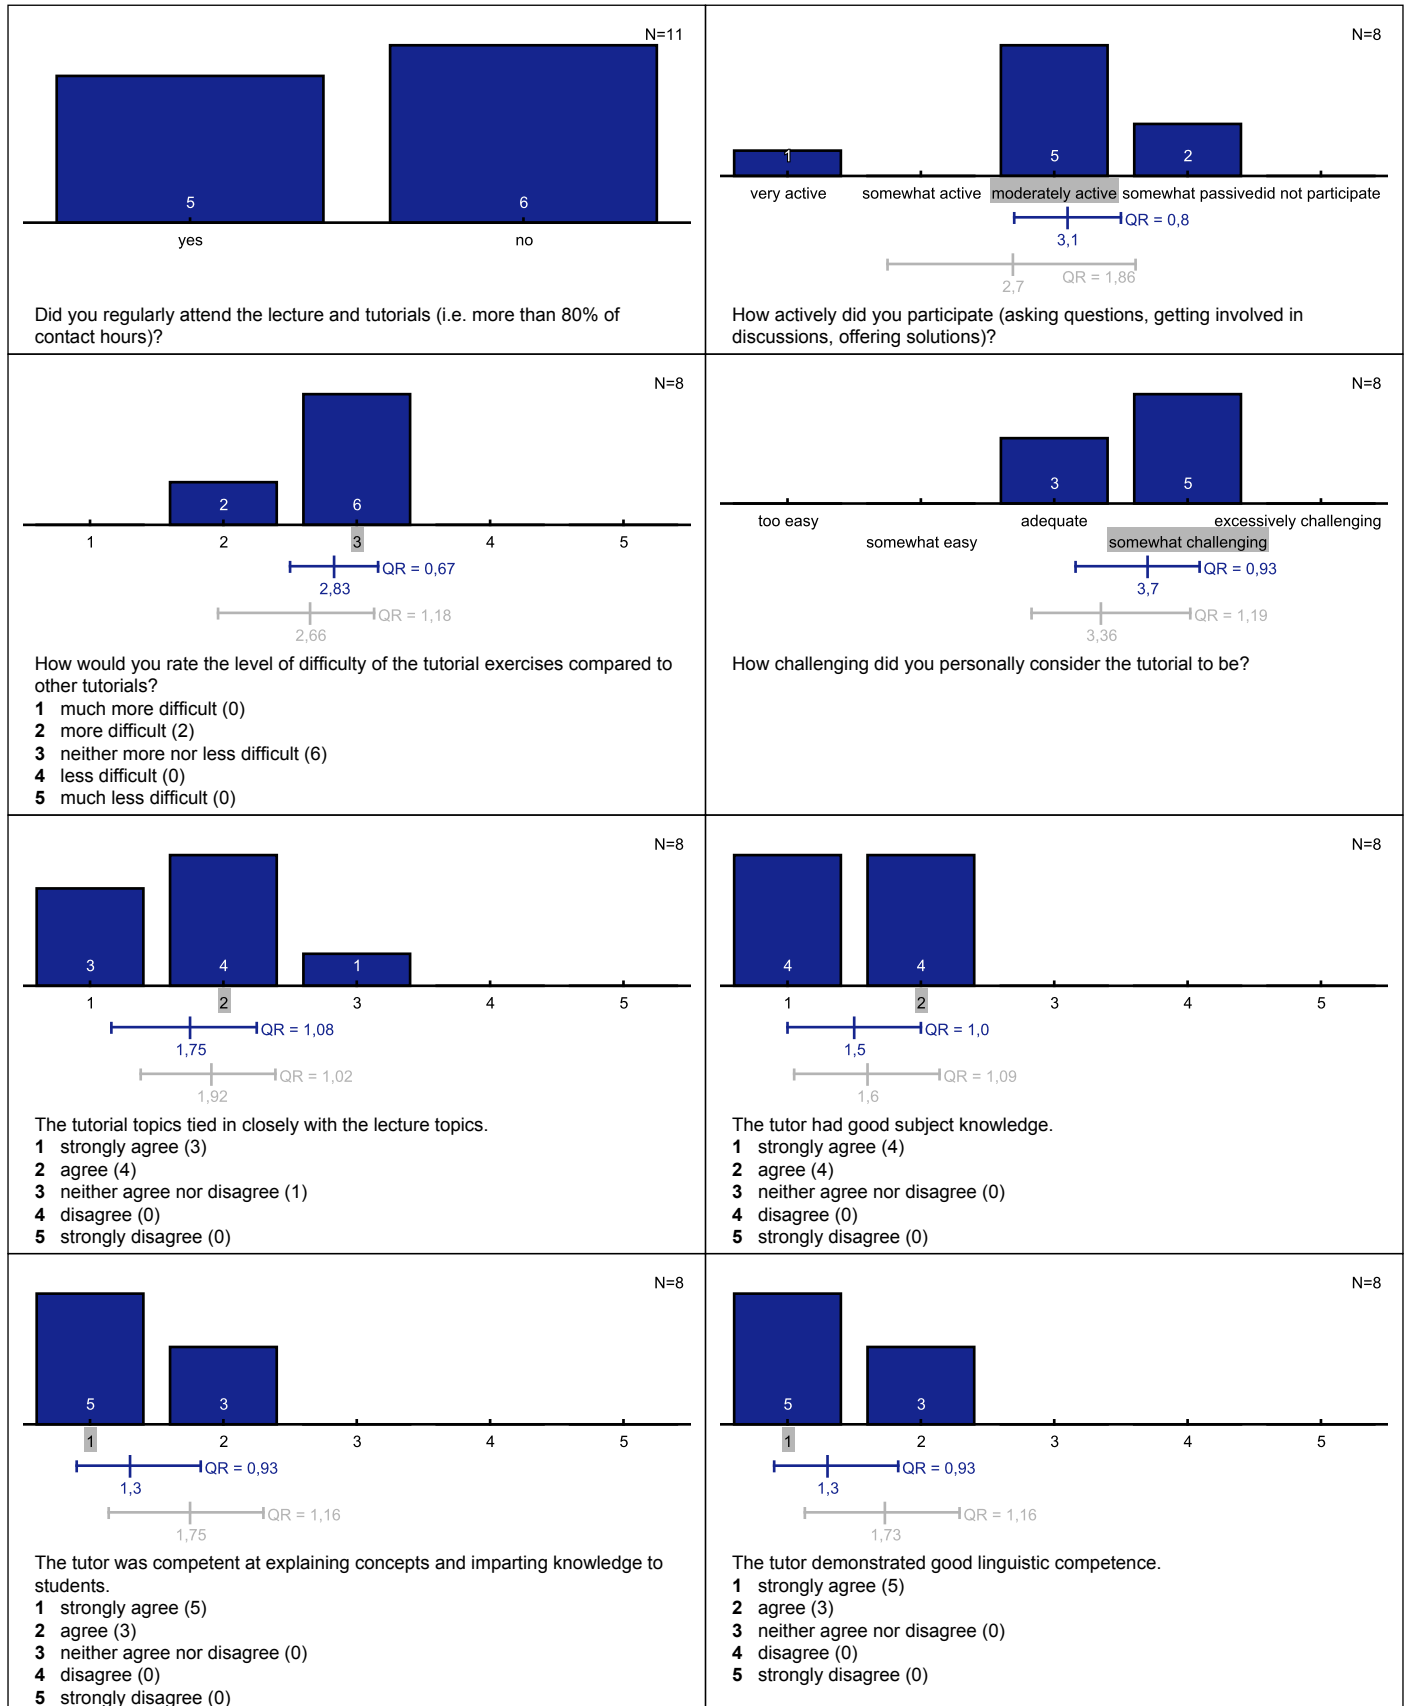 N=11
5
6
yes
no
Did you regularly attend the lecture and tutorials (i.e. more than 80% of
contact hours)?
N=8
1
5
2
very active
somewhat active
moderately active
somewhat passive
did not participate
QR = 0,8
3,1
QR = 1,86
2,7
How actively did you participate (asking questions, getting involved in
discussions, offering solutions)?
N=8
2
6
1 2 3 4 5
QR = 0,67
2,83
QR = 1,18
2,66
How would you rate the level of difficulty of the tutorial exercises compared to
other tutorials?
1 much more difficult (0)
2 more difficult (2)
3 neither more nor less difficult (6)
4 less difficult (0)
5 much less difficult (0)
N=8
3
5
too easy
adequate
excessively challenging
somewhat easy
somewhat challenging
QR = 0,93
3,7
QR = 1,19
3,36
How challenging did you personally consider the tutorial to be?
N=8
3
4
1
1 2 3 4 5
QR = 1,08
1,75
QR = 1,02
1,92
The tutorial topics tied in closely with the lecture topics.
1 strongly agree (3)
2 agree (4)
3 neither agree nor disagree (1)
4 disagree (0)
5 strongly disagree (0)
N=8
4
4
1 2 3 4 5
QR = 1,0
1,5
QR = 1,09
1,6
The tutor had good subject knowledge.
1 strongly agree (4)
2 agree (4)
3 neither agree nor disagree (0)
4 disagree (0)
5 strongly disagree (0)
N=8
5
3
1 2 3 4 5
QR = 0,93
1,3
QR = 1,16
1,75
The tutor was competent at explaining concepts and imparting knowledge to
students.
1 strongly agree (5)
2 agree (3)
3 neither agree nor disagree (0)
4 disagree (0)
5 strongly disagree (0)
N=8
5
3
1 2 3 4 5
QR = 0,93
1,3
QR = 1,16
1,73
The tutor demonstrated good linguistic competence.
1 strongly agree (5)
2 agree (3)
3 neither agree nor disagree (0)
4 disagree (0)
5 strongly disagree (0)